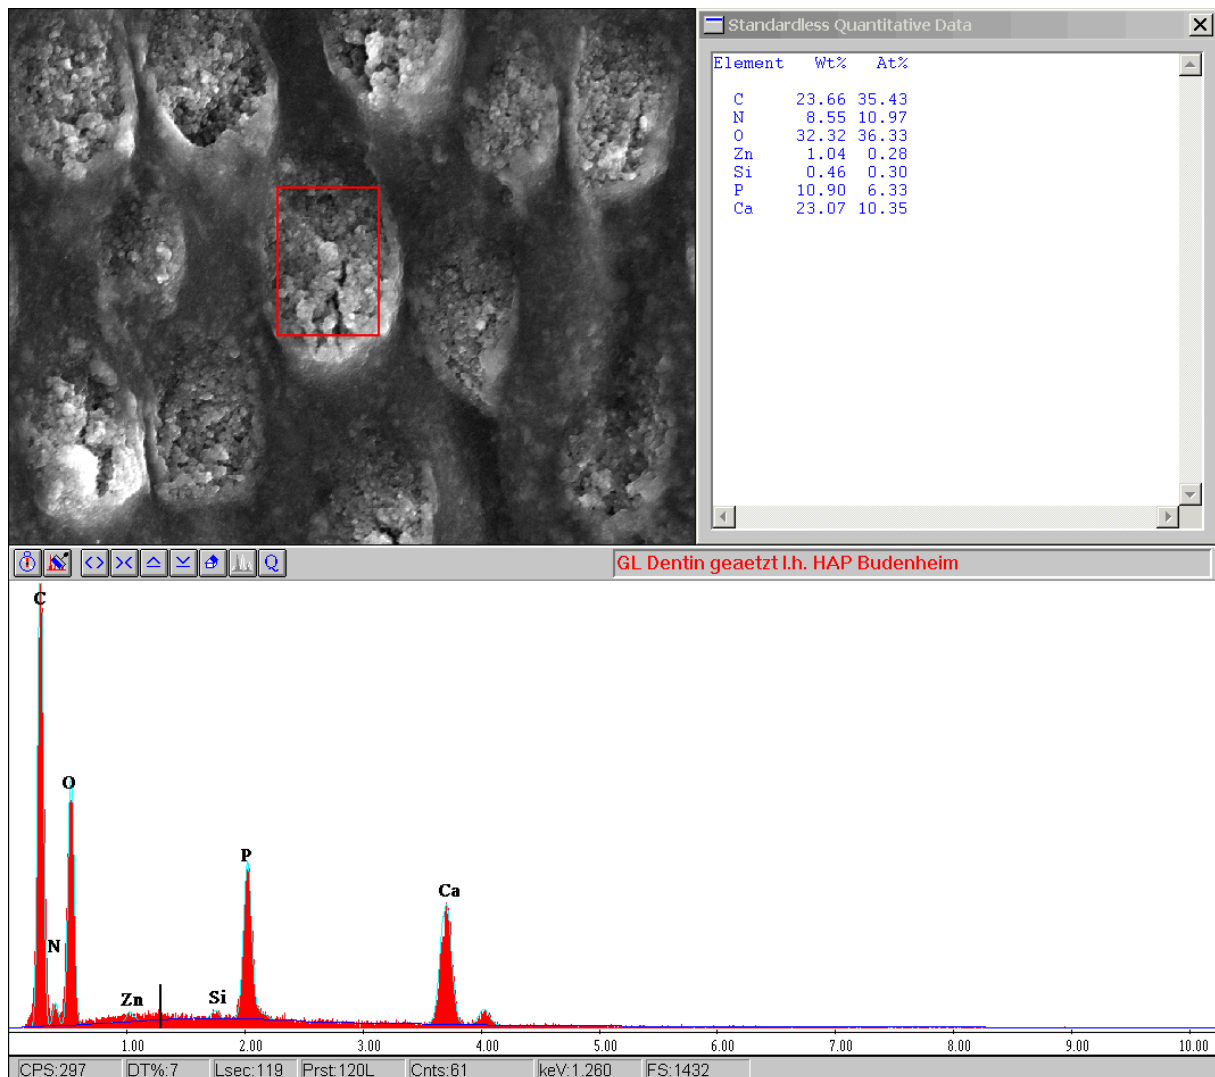 Standardless Quantitative Data
Element Wt% At%
C 23.66 35.43
N 8.55 10.97
O 32.32 36.33
Zn 1.04 0.28
Si 0.46 0.30
P 10.90 6.33
Ca 23.07 10.35
Q
GL Dentin geaetzt l.h. HAP Budenheim
C
O
N
Zn
Si
P
Ca
1.00 2.00 3.00 4.00 5.00 6.00 7.00 8.00 9.00 10.00
CPS:297 DT%:7 Lsec:119 Prst:120L Cnts:61 keV:1.260 FS:1432